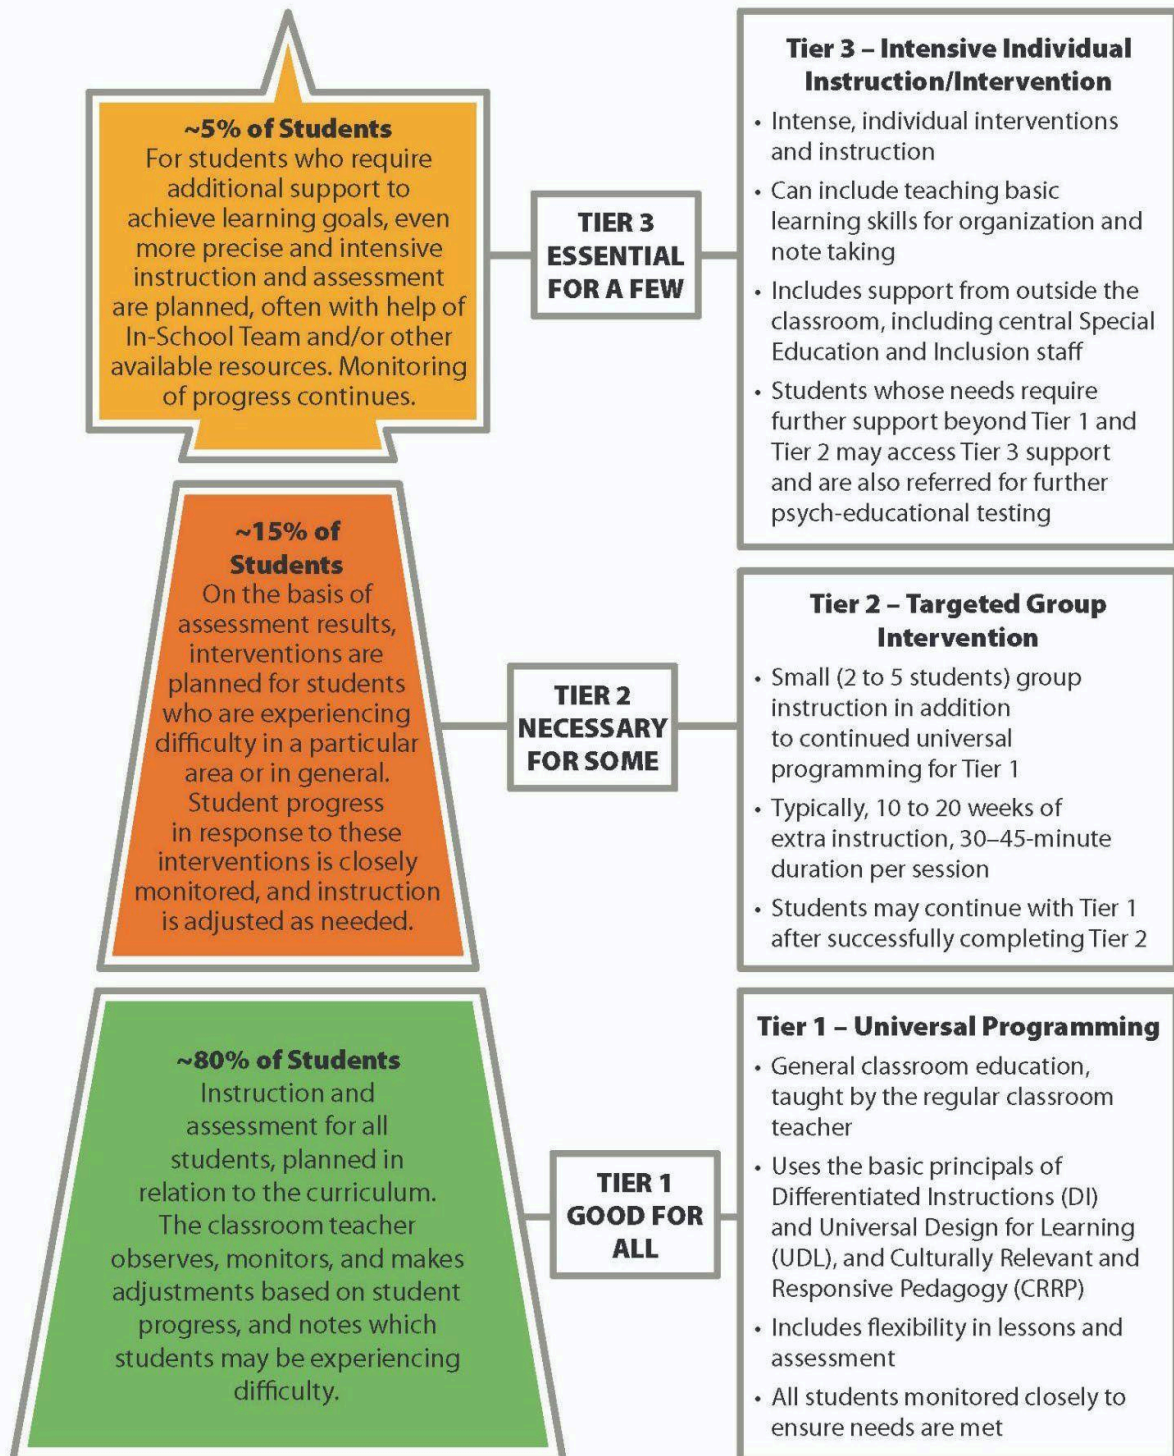 ~5% of Students
For students who require
additional support to
achieve learning goals, even
more precise and intensive
instruction and assessment
are planned, often with help of
In-School Team and/or other
available resources. Monitoring
of progress continues.
TIER 3
ESSENTIAL
FOR A FEW
Tier 3 – Intensive Individual
Instruction/Intervention
• Intense, individual interventions
and instruction
• Can include teaching basic
learning skills for organization and
note taking
• Includes support from outside the
classroom, including central Special
Education and Inclusion staff
• Students whose needs require
further support beyond Tier 1 and
Tier 2 may access Tier 3 support
and are also referred for further
psych-educational testing
~15% of
Students
On the basis of
assessment results,
interventions are
planned for students
who are experiencing
difficulty in a particular
area or in general.
Student progress
in response to these
interventions is closely
monitored, and instruction
is adjusted as needed.
TIER 2
NECESSARY
FOR SOME
Tier 2 – Targeted Group
Intervention
• Small (2 to 5 students) group
instruction in addition
to continued universal
programming for Tier 1
• Typically, 10 to 20 weeks of
extra instruction, 30–45-minute
duration per session
• Students may continue with Tier 1
after successfully completing Tier 2
~80% of Students
Instruction and
assessment for all
students, planned in
relation to the curriculum.
The classroom teacher
observes, monitors, and makes
adjustments based on student
progress, and notes which
students may be experiencing
difficulty.
TIER 1
GOOD FOR
ALL
Tier 1 – Universal Programming
• General classroom education,
taught by the regular classroom
teacher
• Uses the basic principals of
Differentiated Instructions (DI)
and Universal Design for Learning
(UDL), and Culturally Relevant and
Responsive Pedagogy (CRRP)
• Includes flexibility in lessons and
assessment
• All students monitored closely to
ensure needs are met